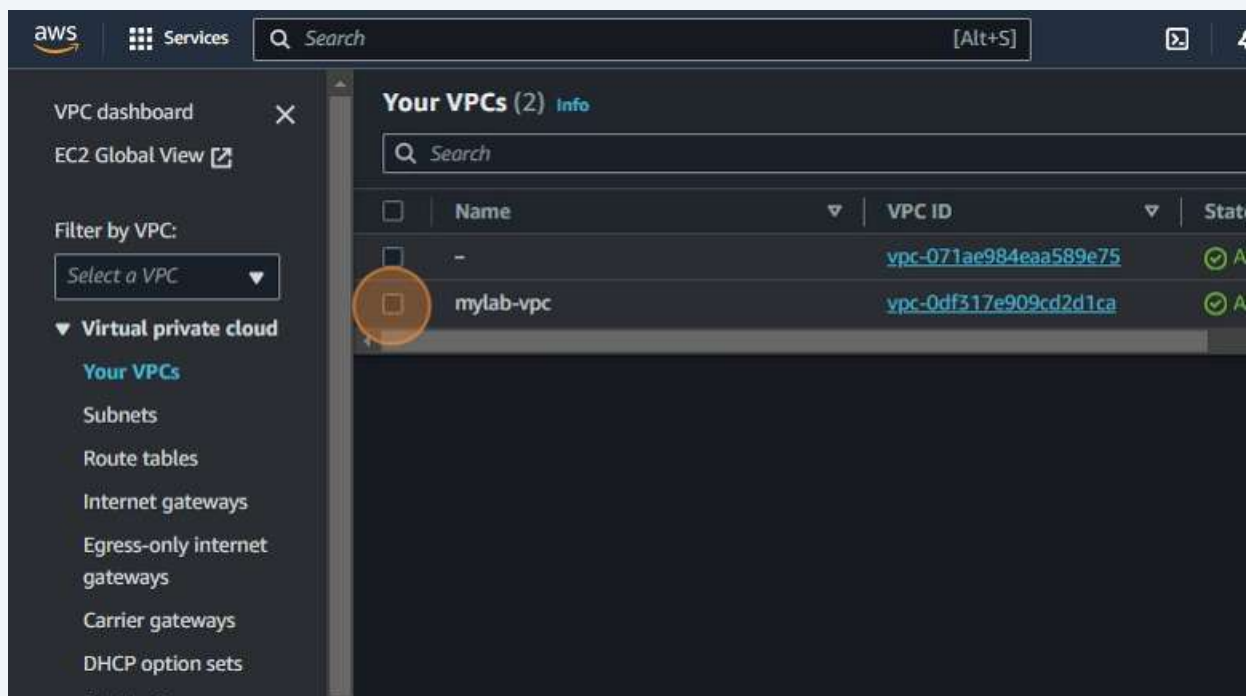 aws Services Search [Alt+S]
VPC dashboard
EC2 Global View
Filter by VPC:
Select a VPC
Virtual private cloud
Your VPCs
Subnets
Route tables
Internet gateways
Egress-only internet
gateways
Carrier gateways
DHCP option sets
Your VPCs (2) Info
Search
Name VPC ID
– vpc-071ae984eaa589e75
mylab-vpc vpc-0df317e909cd2d1ca